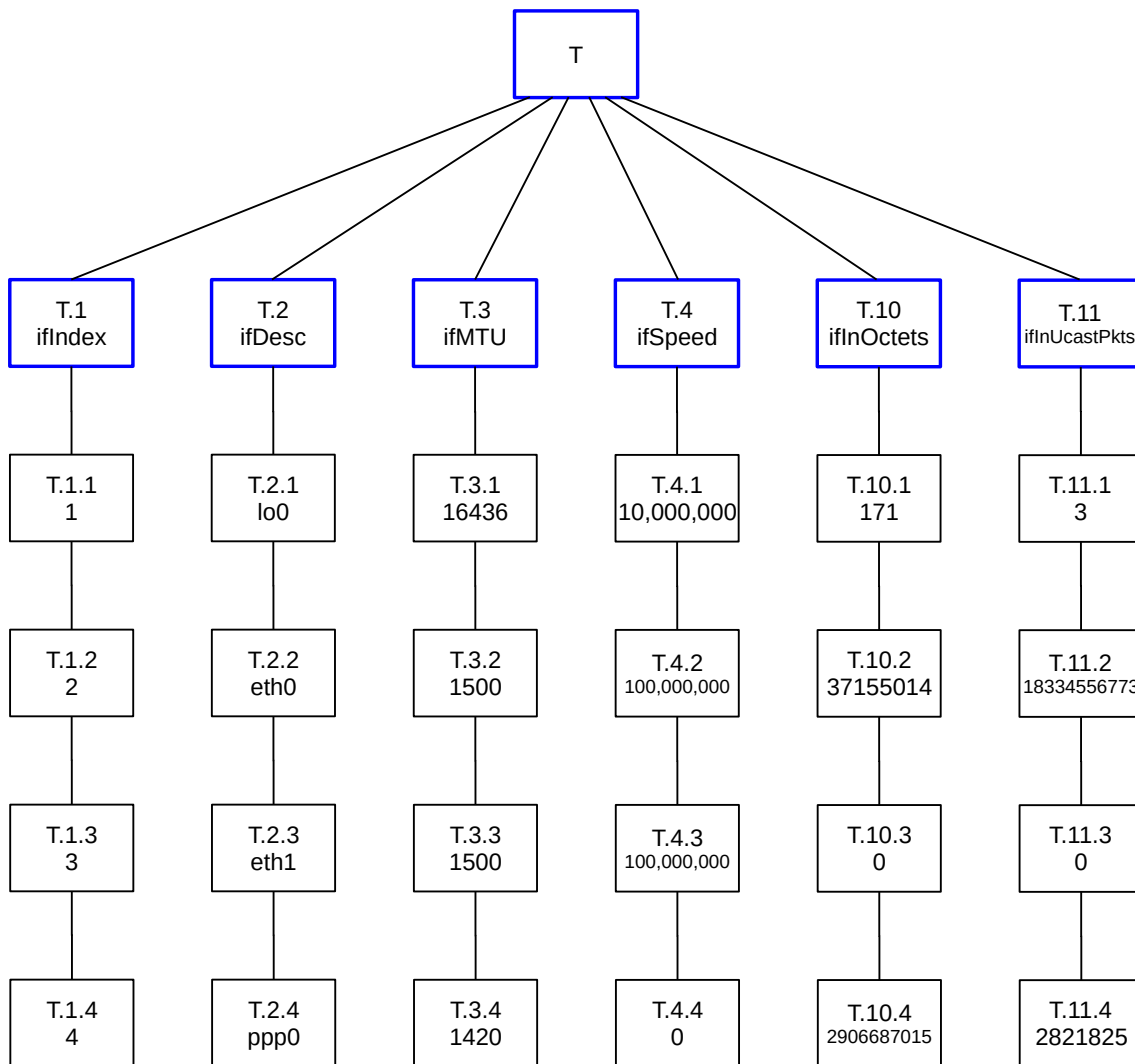 T
T.1
ifIndex
T.2
ifDesc
T.3
ifMTU
T.4
ifSpeed
T.10
ifInOctets
T.11
ifInUcastPkts
T.1.1
1
T.2.1
lo0
T.3.1
16436
T.4.1
10,000,000
T.10.1
171
T.11.1
3
T.1.2
2
T.2.2
eth0
T.3.2
1500
T.4.2
100,000,000
T.10.2
37155014
T.11.2
18334556773
T.1.3
3
T.2.3
eth1
T.3.3
1500
T.4.3
100,000,000
T.10.3
0
T.11.3
0
T.1.4
4
T.2.4
ppp0
T.3.4
1420
T.4.4
0
T.10.4
2906687015
T.11.4
2821825